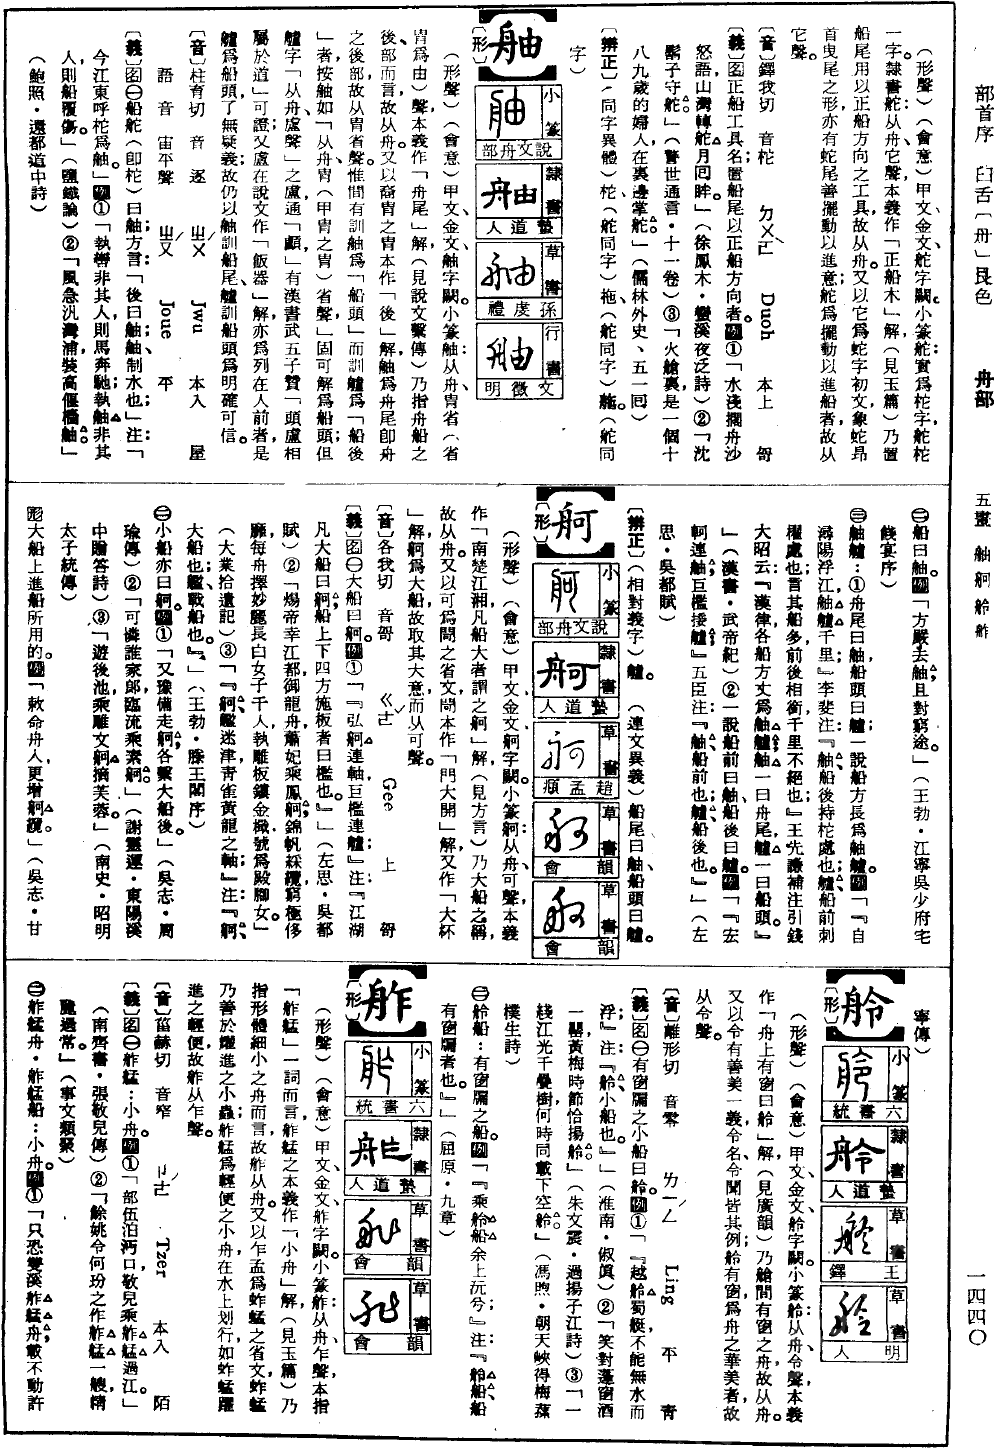 部首序　臼舌〔舟〕艮色　舟部　五畫　舳舸舲舴　一四四〇
（形聲）（會意）甲文、金文舵字闕。小篆舵：實爲柁字，舵柁
一字。隸書舵：从舟，它聲，本義作「正船木」解（見玉篇）乃置
船尾用以正船方向之工具，故从舟。又以它爲蛇字初文，象蛇昂
首曳尾之形，亦有蛇尾善擺動以進意；舵爲擺動以進船者，故从
它聲。
〔音〕鐸我切　音柁　ㄉㄨㄛˋ　Duoh　本上　哿
〔義〕图正船工具名；置船尾以正船方向者。例①「水淺擱舟沙
怒語，山灣轉舵月囘眸。」（徐鳳木・蠻溪夜泛詩）②「沈
鬍子守舵。」（警世通言・十一卷）③「火艙裏是一個十
八九歲的婦人在裏邊掌舵。」（儒林外史、五一囘）
〔辨正〕（同字異體）柁（舵同字）、拖（舵同字）䑨（舵同
字）
舳
〔形〕
小篆　說文舟部
隸書　蟄道人
草書　孫虔禮
行書　文徵明
（形聲）（會意）甲文、金文舳字闕。小篆舳：从舟，冑省（省
冑爲由）聲，本義作「舟尾」解（見說文繫傳）乃指舟船之
後部而言，故从舟。又以裔冑之冑本作「後」解，舳爲舟尾卽舟
之後部，故从冑省聲。惟間有訓舳爲「船頭」而訓艫爲「船後
」者，按舳如「从舟、冑（甲冑之冑）省聲」固可解爲船頭；但
艫字「从舟盧聲」之盧通「顱」，有漢書武五子贊「頭盧相
屬於道」可證；又盧在說文作「飯器」解，亦爲列在人前者；是
艫爲船頭了無疑義；故仍以舳訓船尾，艫訓船頭爲明確可信。
〔音〕柱育切　音逐　ㄓㄨˊ　Jwu　本入　屋
語音　宙平聲　ㄓㄡˊ　Joue　平
〔義〕图㊀船舵（卽柁）曰舳；方言「後曰舳，舳制水也」注：「
今江東呼柁爲舳。」例①「執轡非其人則馬奔馳，執舳非其
人則船覆傷。」（鹽鐵論）②「風急汎灣浦，裝高偃檣舳。」
（鮑照・還都道中詩）
㊁船曰舳。例「方嚴去舳，且對窮途。」（王勃・江寧吳少府宅
餞宴序）
㊂舳艫：①舟尾曰舳，船頭曰艫；一說船方長爲舳艫。例「『自
潯陽浮江，舳艫千里。』李斐注：『舳，船後持柁處也；艫，船前刺
櫂處也；言其船多，前後相銜，千里不絕也。』王先謙補注引錢
大昭云：『漢律各船方丈爲舳艫；舳一曰舟尾，艫一曰船頭。』
」（漢書・武帝紀）②一說船前曰舳、船後曰艫。例「『宏
舸連舳，巨檻接艫。』五臣注：『舳，船前也；艫，船後也。』」（左
思・吳都賦）
〔辨正〕（相對義字）艫。　（連文異義）船尾曰舳，船頭曰艫。
舸
〔形〕
小篆　說文舟部
隸書　蟄道人
草書　趙孟頫
草書　韻會
草書　韻會
（形聲）（會意）甲文、金文舸字闕。小篆舸：从舟，可聲，本義
作「南楚江湘，凡船大者謂之舸」解（見方言）乃大船之稱，
故从舟。又以可爲閜之省文，閜本作「門大開」解，又作「大杯
」解，舸爲大船，故取其大意而从可聲。
〔音〕各我切　音哿　ㄍㄜˇ　Gee　上　哿
〔義〕图㊀大船曰舸。例①「『弘舸連軸，巨檻連艫。』注：『江湖
凡大船曰舸；船上下四方施板者曰檻也。』」（左思・吳都
賦）②「煬帝幸江都，御龍舟，蕭妃乘鳳舸，錦帆綵纜，窮極侈
靡，每舟擇妙麗長白女子千人，執雕板鏤金檝，號爲殿腳女。」
（大業拾遺記）③「『舸艦迷津，青雀黃龍之軸。』注：『舸，
大船也；艦，戰船也。』」（王勃・滕王閣序）
㊁小船亦曰舸。例①「又豫備走舸，各繫大船後。」（吳志・周
瑜傳）②「可憐誰家郎，臨流乘素舸。」（謝靈運・東陽溪
中贈答詩）③「遊後池，乘雕文舸，摘芙蓉。」（南史・昭明
太子統傳）
形大船上進船所用的。例「敕命舟人，更增舸纜。」（吳志・甘
寧傳）
舲
〔形〕
小篆　六書統
隸書　蟄道人
草書　王鐸
草書　明人
（形聲）（會意）甲文、金文舲字闕。小篆舲：从舟，令聲，本義
作「舟上有窗曰舲」解（見廣韻）乃艙間有窗之舟，故从舟。
又以令有善美一義，令名、令聞皆其例；舲有窗，爲舟之華美者，故
从令聲。
〔音〕離形切　音零　ㄌㄧㄥˊ　Ling　平　青
〔義〕图㊀有窗牖之小船曰舲。例①「『越舲蜀艇，不能無水而
浮。』注：『舲，小船也。』」（淮南・俶眞）②「笑對蓬窗酒
一罌，黃梅時節恰揚舲。」（朱文震・過揚子江詩）③「一
綫江光千疊樹，何時同載下空舲。」（馮煦・朝天峽得梅蓀
樸生詩）
㊁舲船：有窗牖之船。例「『乘舲船余上沅兮。』注：『舲船，船
有窗牖者也。』」（屈原・九章）
舴
〔形〕
小篆　六書統
隸書　蟄道人
草書　韻會
草書　韻會
（形聲）（會意）甲文、金文舴字闕。小篆舴：从舟，乍聲，本指
「舴艋」一詞而言，舴艋之本義作「小舟」解（見玉篇）乃
指形體細小之舟而言，故舴从舟。又以乍孟爲蚱蜢之省文，蚱蜢
乃善於躍進之小蟲，舴艋爲輕便之小舟，在水上划行如蚱蜢躍
進之輕便，故舴从乍聲。
〔音〕葘赫切　音窄　ㄗㄜˊ　Tzer　本入　陌
〔義〕图㊀舴艋：小舟。例①「部伍泊沔口，敬兒乘舴艋過江。」
（南齊書・張敬兒傳）②「餘姚令何玢之作舴艋一艘，精
麗過常。」（事文類聚）
㊁舴艋舟・舴艋船：小舟。例①「只恐雙溪舴艋舟，載不動許